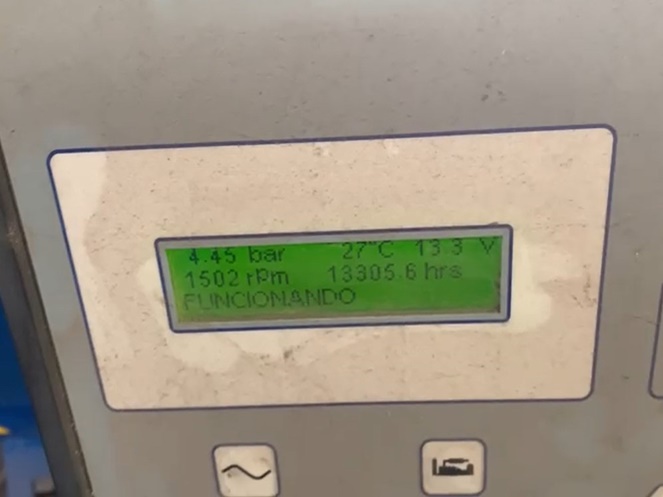 4.45 bar 27°C 13.3 V
1502 rpm 13305.6 hrs
FUNCIONANDO